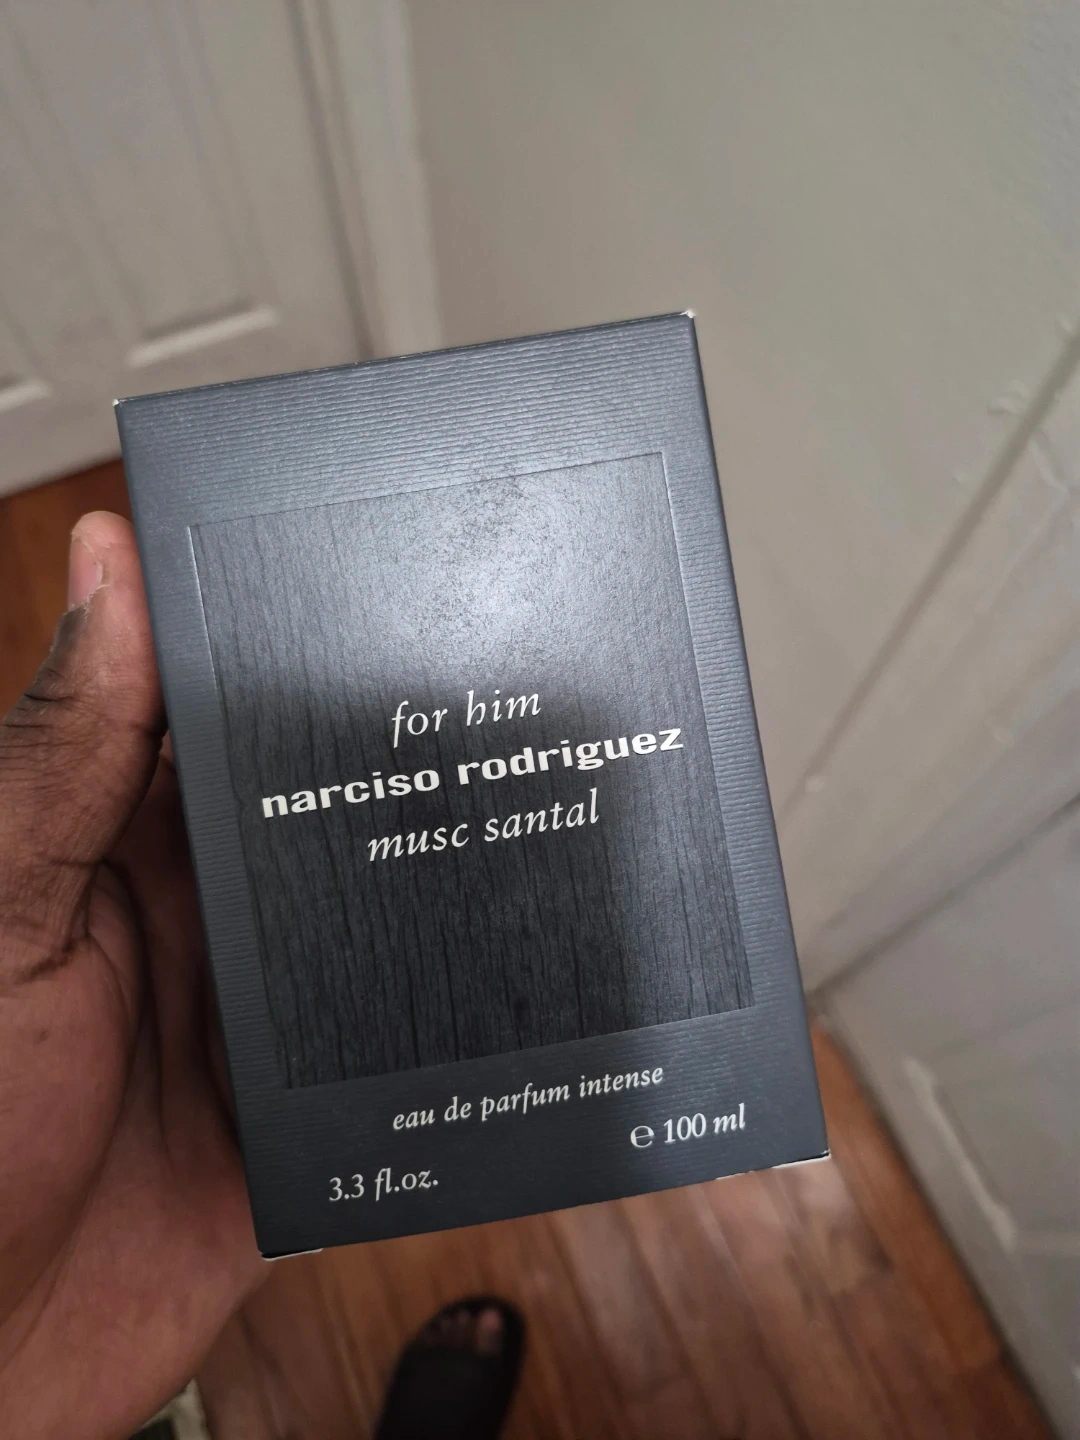 for him
narciso rodriguez
musc santal
eau de parfum intense
3.3 fl.oz.
℮ 100 ml